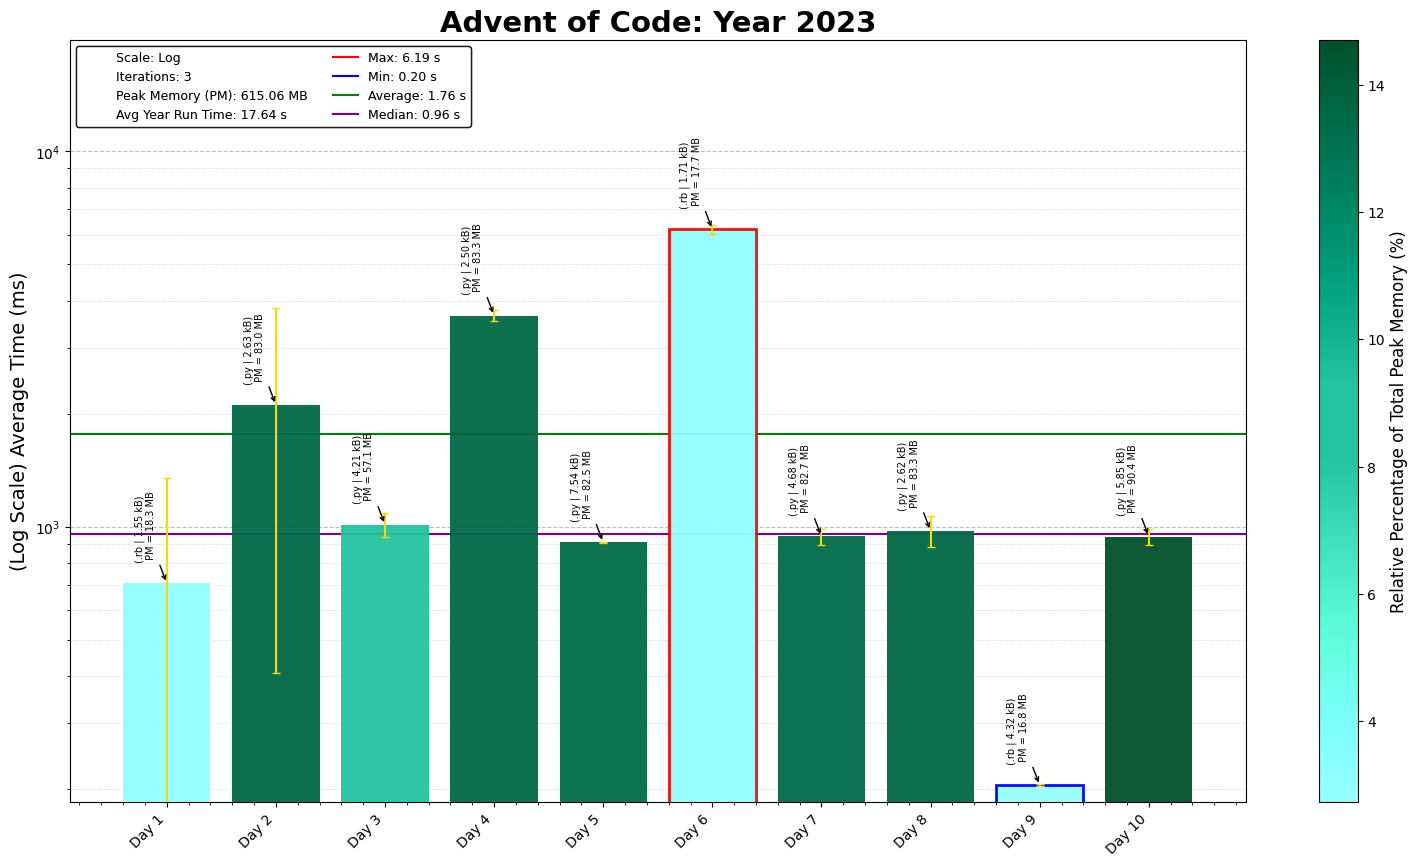 Advent of Code: Year 2023
Scale: Log
Iterations: 3
Peak Memory (PM): 615.06 MB
Avg Year Run Time: 17.64 s
Max: 6.19 s
Min: 0.20 s
Average: 1.76 s
Median: 0.96 s
(Log Scale) Average Time (ms)
10⁴
10³
(.rb | 1.55 kB)
PM = 18.3 MB
(.py | 2.63 kB)
PM = 83.0 MB
(.py | 4.21 kB)
PM = 57.1 MB
(.py | 2.50 kB)
PM = 83.3 MB
(.py | 7.54 kB)
PM = 82.5 MB
(.rb | 1.71 kB)
PM = 17.7 MB
(.py | 4.68 kB)
PM = 82.7 MB
(.py | 2.62 kB)
PM = 83.3 MB
(.rb | 4.32 kB)
PM = 16.8 MB
(.py | 5.85 kB)
PM = 90.4 MB
Day 1
Day 2
Day 3
Day 4
Day 5
Day 6
Day 7
Day 8
Day 9
Day 10
14
12
10
8
6
4
Relative Percentage of Total Peak Memory (%)